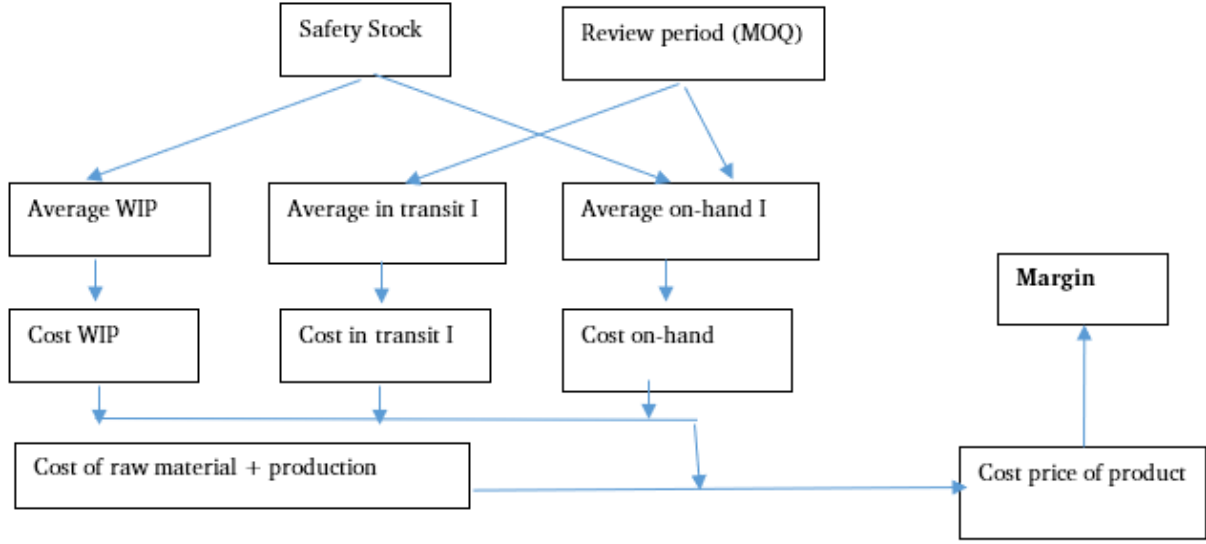 Safety Stock
Review period (MOQ)
Average WIP
Average in transit I
Average on-hand I
Margin
Cost WIP
Cost in transit I
Cost on-hand
Cost of raw material + production
Cost price of product